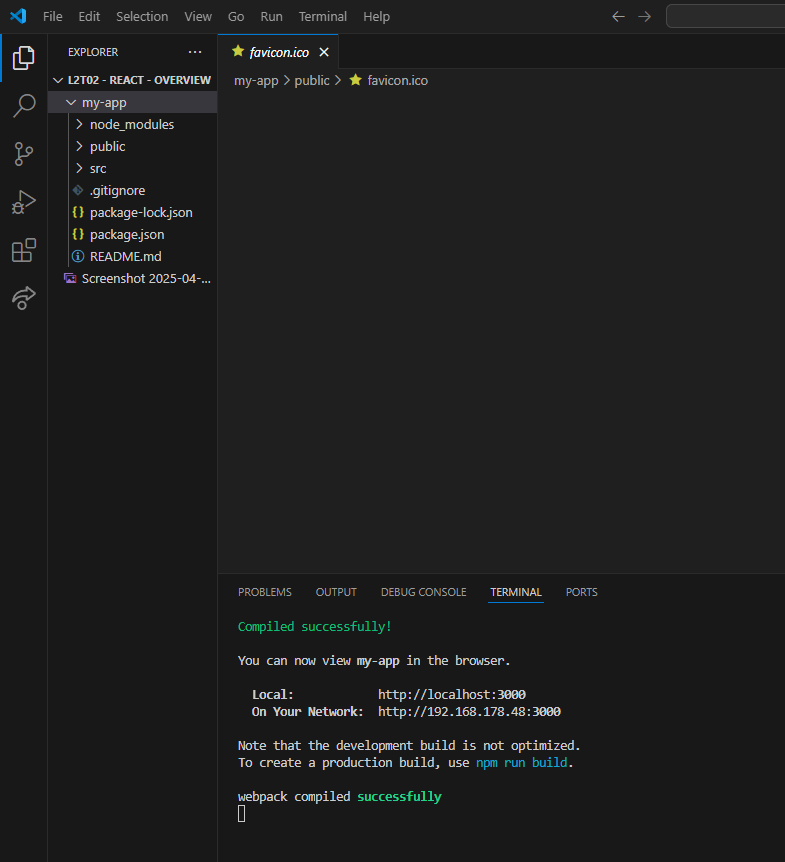 File Edit Selection View Go Run Terminal Help
EXPLORER
L2T02 - REACT - OVERVIEW
my-app
node_modules
public
src
.gitignore
package-lock.json
package.json
README.md
Screenshot 2025-04-...
favicon.ico
my-app > public > favicon.ico
PROBLEMS OUTPUT DEBUG CONSOLE TERMINAL PORTS
Compiled successfully!
You can now view my-app in the browser.
Local: http://localhost:3000
On Your Network: http://192.168.178.48:3000
Note that the development build is not optimized.
To create a production build, use npm run build.
webpack compiled successfully